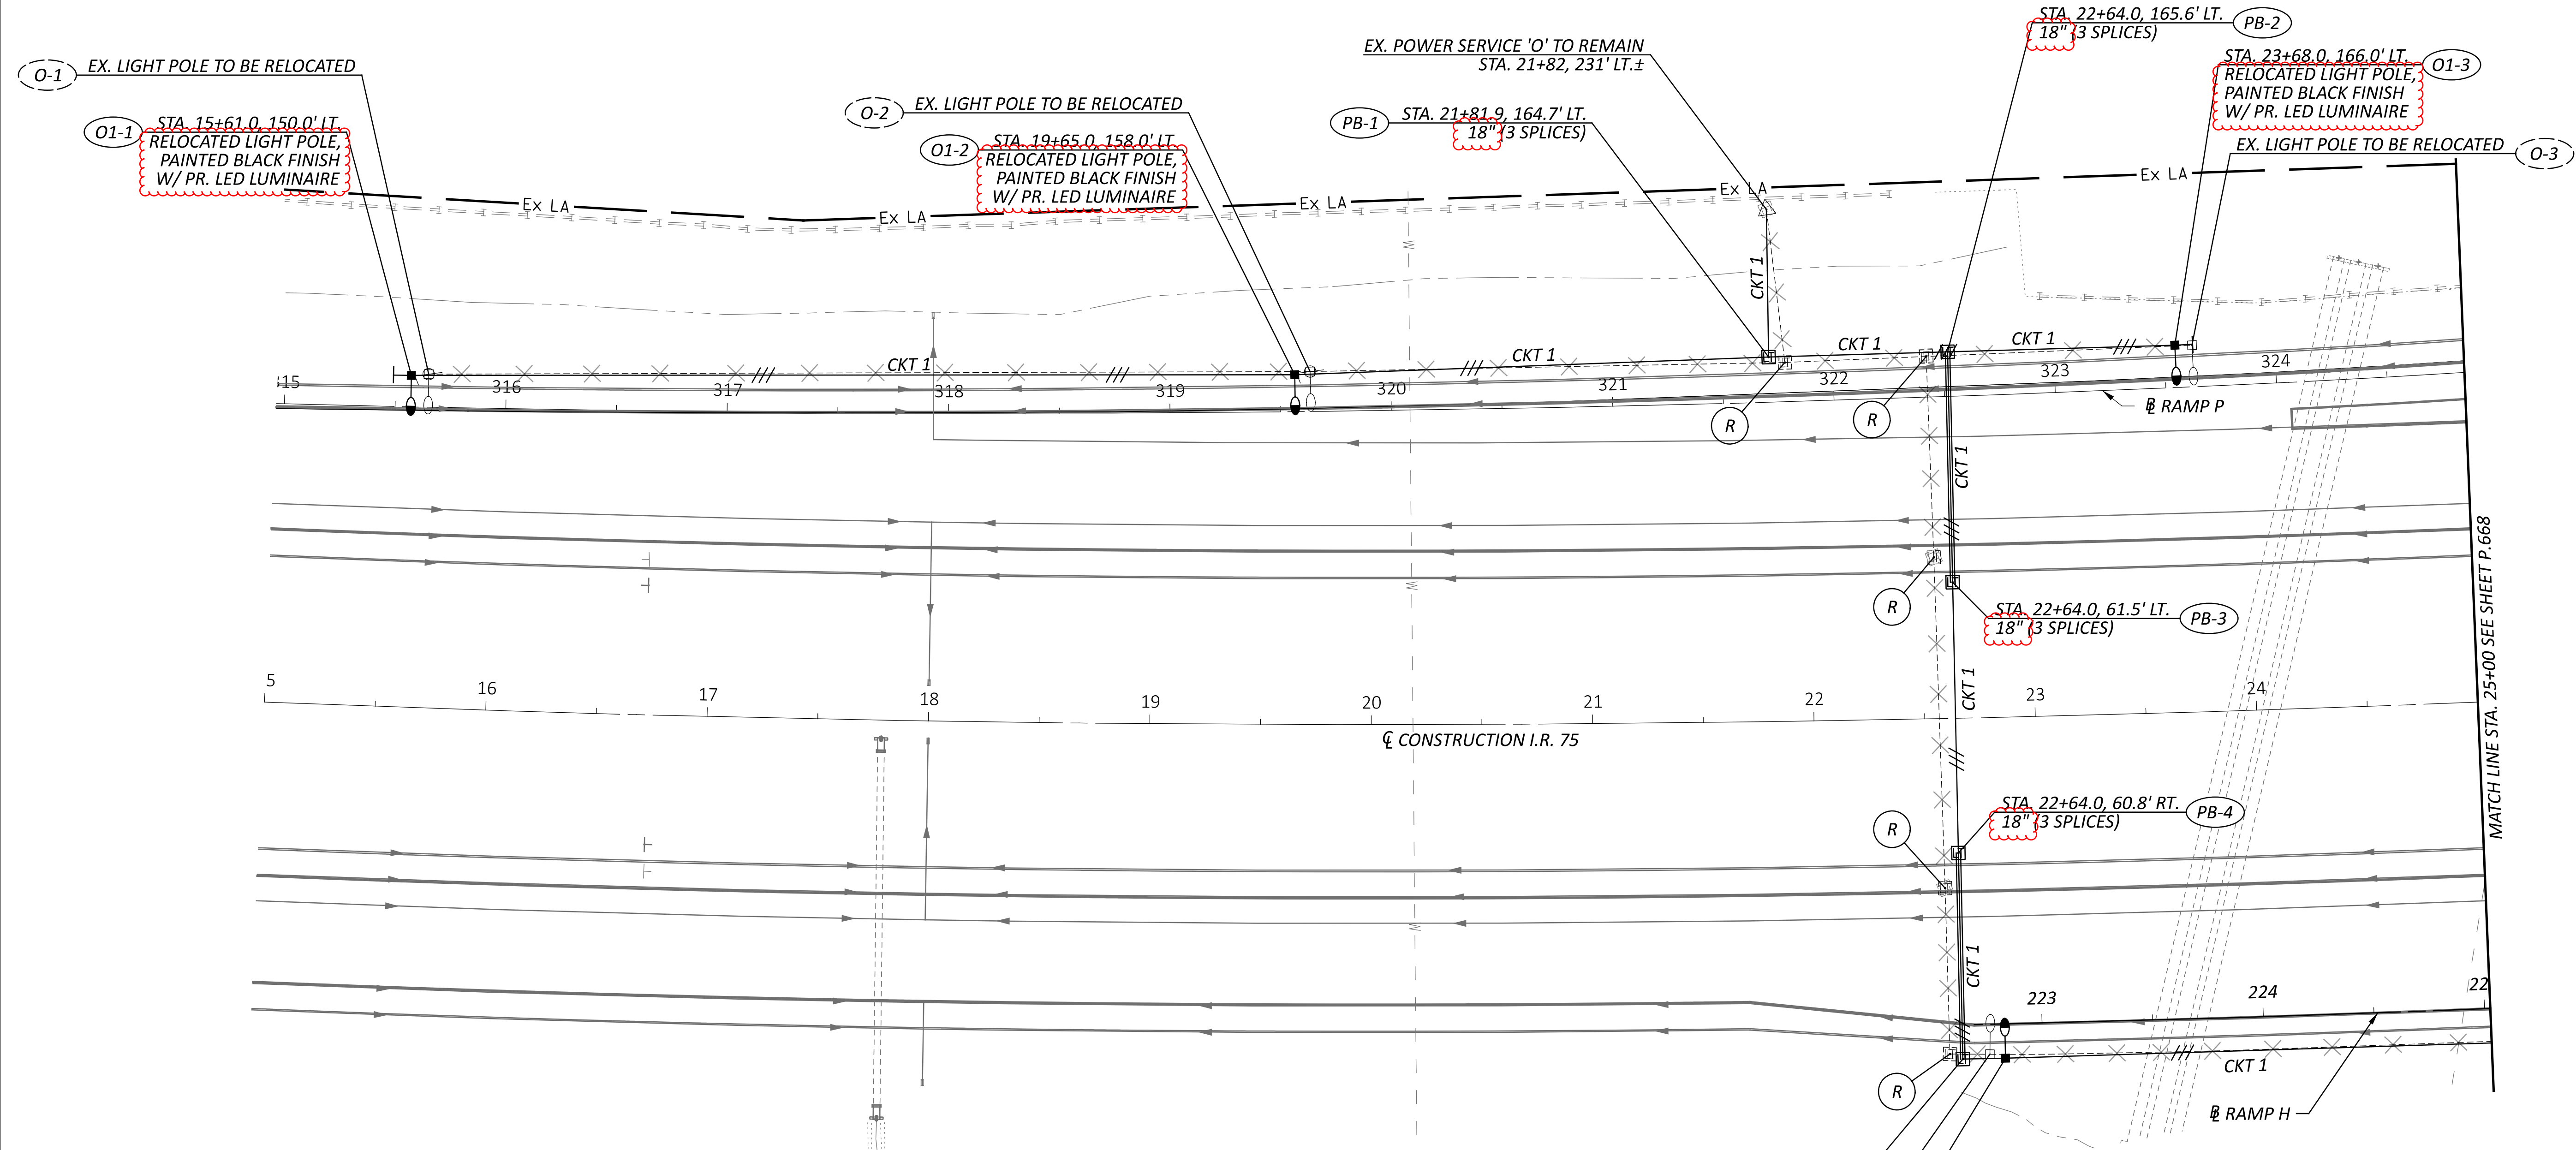 STA. 22+64.0, 165.6' LT.
18" (3 SPLICES)
PB-2
EX. POWER SERVICE 'O' TO REMAIN
STA. 21+82, 231' LT.±
STA. 23+68.0, 166.0' LT.
RELOCATED LIGHT POLE,
PAINTED BLACK FINISH
W/ PR. LED LUMINAIRE
O1-3
O-1
EX. LIGHT POLE TO BE RELOCATED
O-2
EX. LIGHT POLE TO BE RELOCATED
PB-1
STA. 21+81.9, 164.7' LT.
18" (3 SPLICES)
O1-1
STA. 15+61.0, 150.0' LT.
RELOCATED LIGHT POLE,
PAINTED BLACK FINISH
W/ PR. LED LUMINAIRE
O1-2
STA. 19+65.0, 158.0' LT.
RELOCATED LIGHT POLE,
PAINTED BLACK FINISH
W/ PR. LED LUMINAIRE
EX. LIGHT POLE TO BE RELOCATED
O-3
Ex LA
Ex LA
Ex LA
Ex LA
Ex LA
CKT 1
CKT 1
CKT 1
CKT 1
CKT 1
315
316
317
318
319
320
321
322
323
324
R
R
℄ RAMP P
CKT 1
R
STA. 22+64.0, 61.5' LT.
18" (3 SPLICES)
PB-3
MATCH LINE STA. 25+00 SEE SHEET P.668
CKT 1
5
16
17
18
19
20
21
22
23
24
℄ CONSTRUCTION I.R. 75
STA. 22+64.0, 60.8' RT.
18" (3 SPLICES)
PB-4
R
CKT 1
223
224
22
CKT 1
R
℄ RAMP H